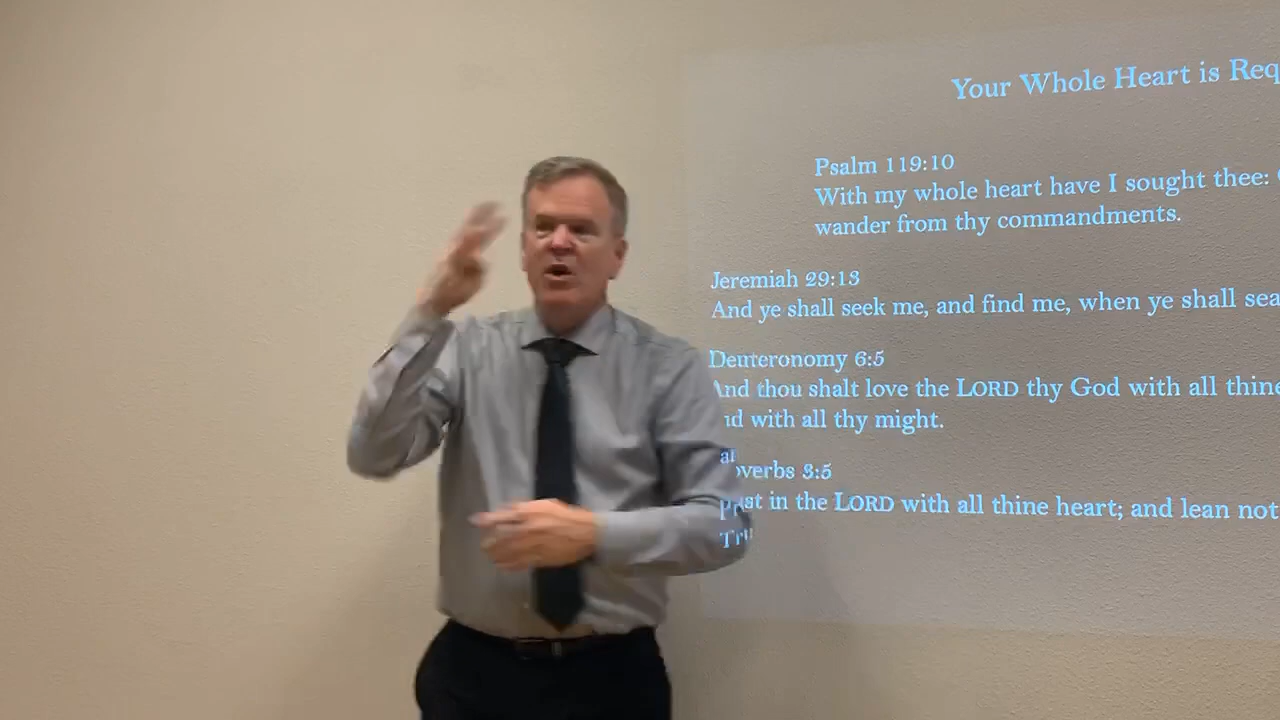 Your Whole Heart is Req
Psalm 119:10
With my whole heart have I sought thee:
wander from thy commandments.
Jeremiah 29:13
And ye shall seek me, and find me, when ye shall sea
Deuteronomy 6:5
And thou shalt love the LORD thy God with all thine
nd with all thy might.
overbs 3:5
ust in the LORD with all thine heart; and lean not